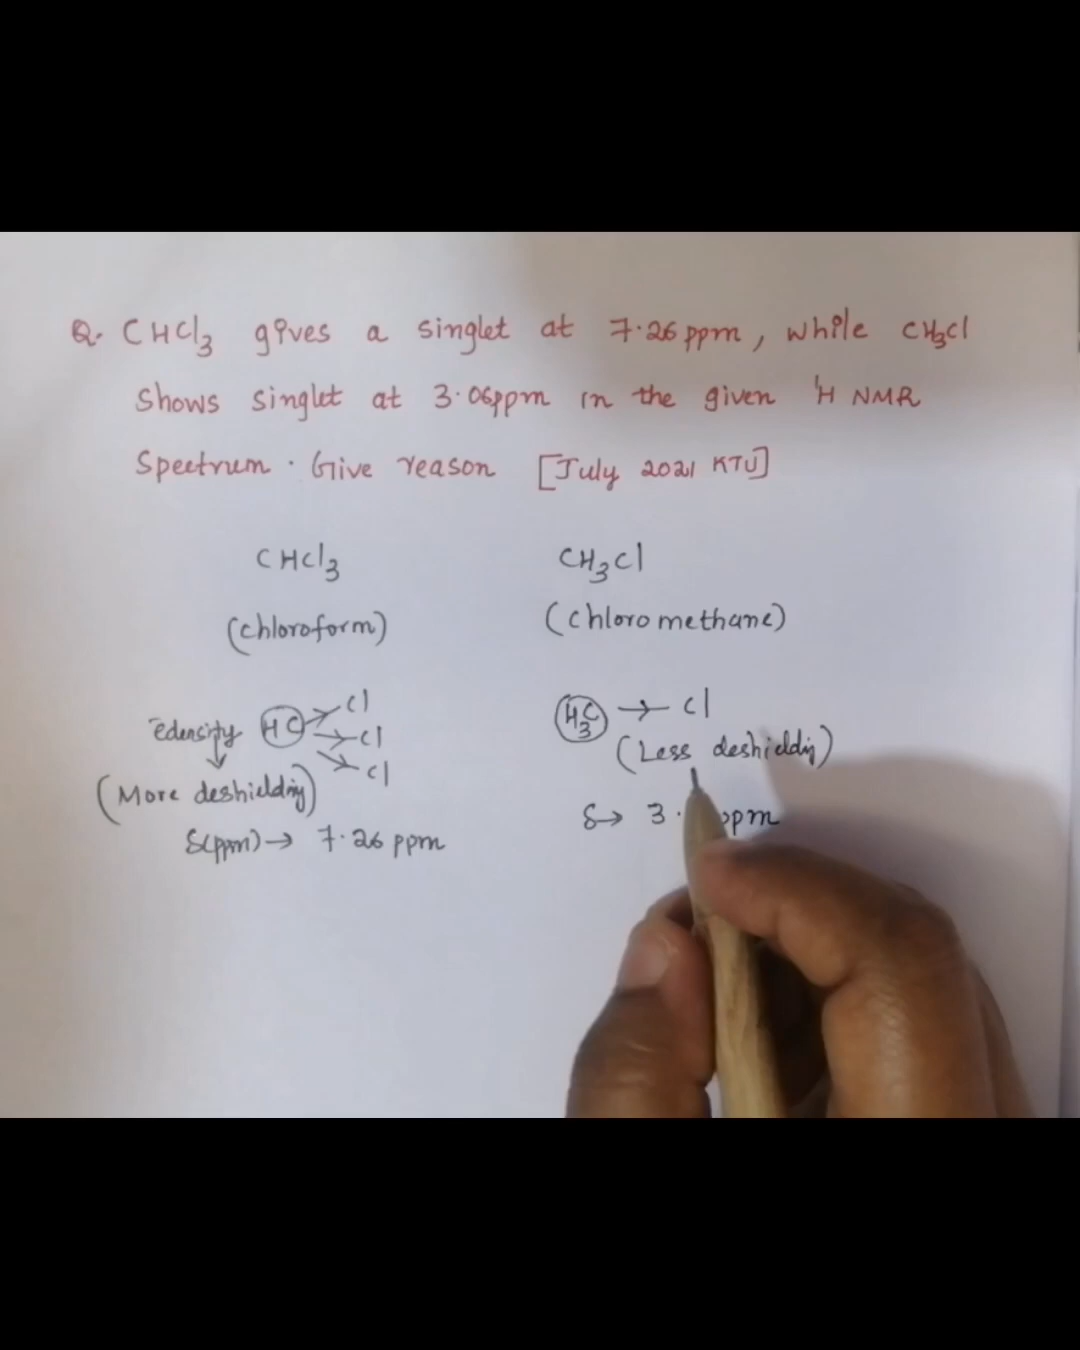 Q. CHCl3 gives a singlet at 7.26 ppm, while CH3Cl
shows singlet at 3.06ppm in the given 1H NMR
Spectrum. Give reason [July 2021 KTU]
CHCl3 CH3Cl
(chloroform) (chloromethane)
Cl
ēdensity HC Cl
Cl
(More deshielding)
δ(ppm)→ 7.26 ppm
H3C → Cl
(Less deshielding)
δ→ 3. ppm